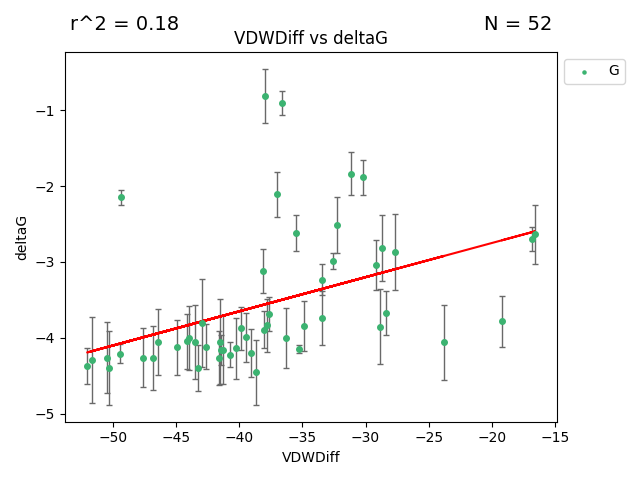 r^2 = 0.18
N = 52
VDWDiff vs deltaG
G
deltaG
−1
−2
−3
−4
−5
−50
−45
−40
−35
−30
−25
−20
−15
VDWDiff